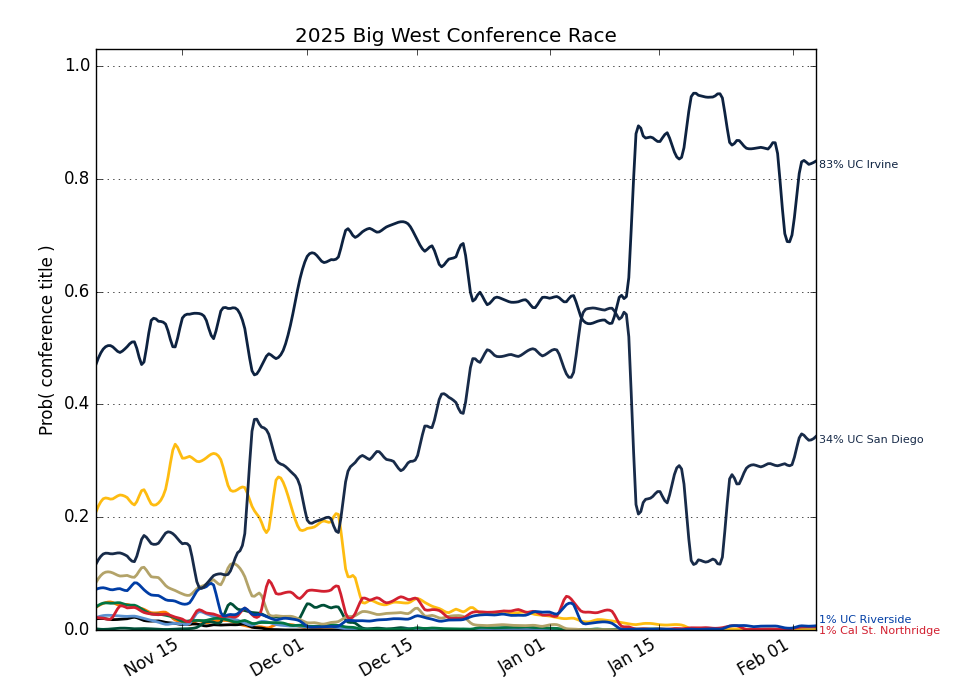 2025 Big West Conference Race
Prob( conference title )
1.0
0.8
0.6
0.4
0.2
0.0
Nov 15
Dec 01
Dec 15
Jan 01
Jan 15
Feb 01
83% UC Irvine
34% UC San Diego
1% UC Riverside
1% Cal St. Northridge